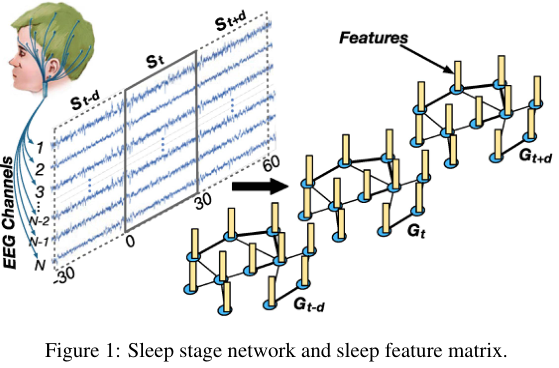 S_{t+d}
S_t
S_{t-d}
Features
EEG Channels
1
2
3
N-2
N-1
N
-30
0
30
60
G_{t+d}
G_t
G_{t-d}
Figure 1: Sleep stage network and sleep feature matrix.